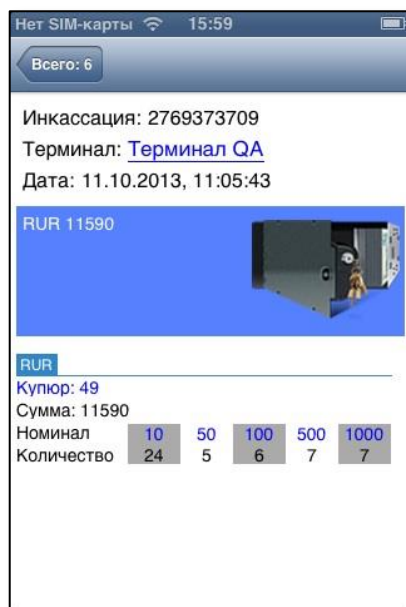 Нет SIM-карты 15:59
Всего: 6
Инкассация: 2769373709
Терминал: Терминал QA
Дата: 11.10.2013, 11:05:43
RUR 11590
RUR
Купюр: 49
Сумма: 11590
Номинал 10 50 100 500 1000
Количество 24 5 6 7 7